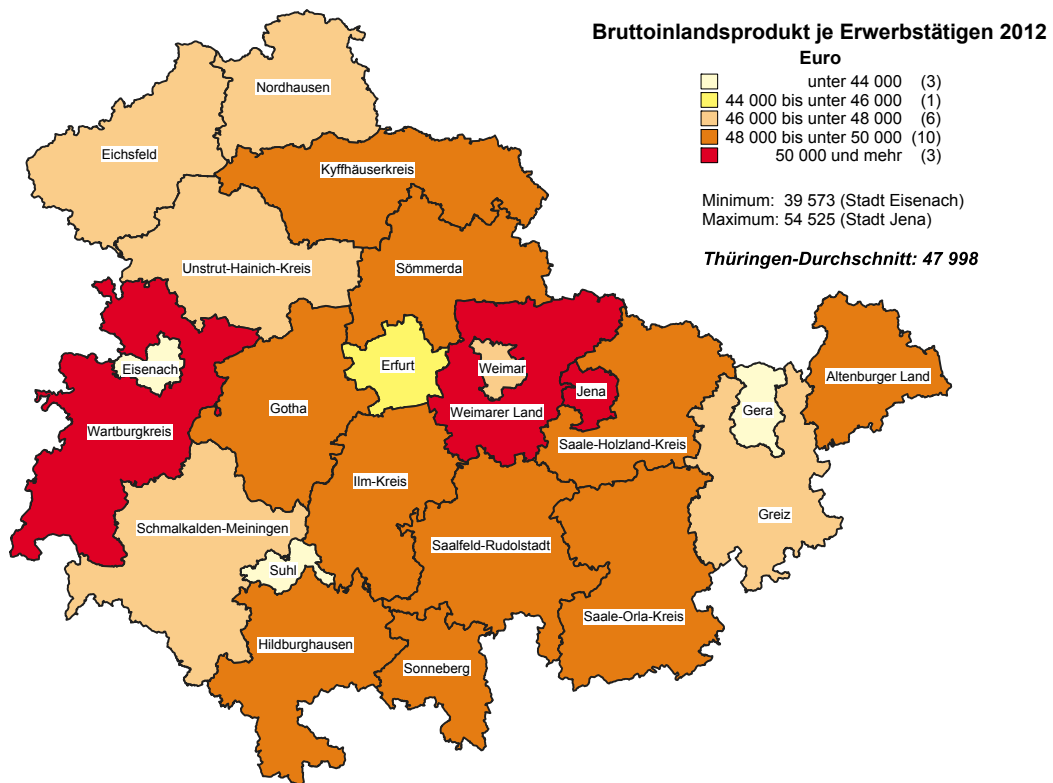 Bruttoinlandsprodukt je Erwerbstätigen 2012
Euro
unter 44 000 (3)
44 000 bis unter 46 000 (1)
46 000 bis unter 48 000 (6)
48 000 bis unter 50 000 (10)
50 000 und mehr (3)
Minimum: 39 573 (Stadt Eisenach)
Maximum: 54 525 (Stadt Jena)
Thüringen-Durchschnitt: 47 998
Nordhausen
Eichsfeld
Kyffhäuserkreis
Unstrut-Hainich-Kreis
Sömmerda
Eisenach
Erfurt
Weimar
Altenburger Land
Jena
Gotha
Weimarer Land
Gera
Wartburgkreis
Saale-Holzland-Kreis
Ilm-Kreis
Greiz
Schmalkalden-Meiningen
Saalfeld-Rudolstadt
Suhl
Saale-Orla-Kreis
Hildburghausen
Sonneberg